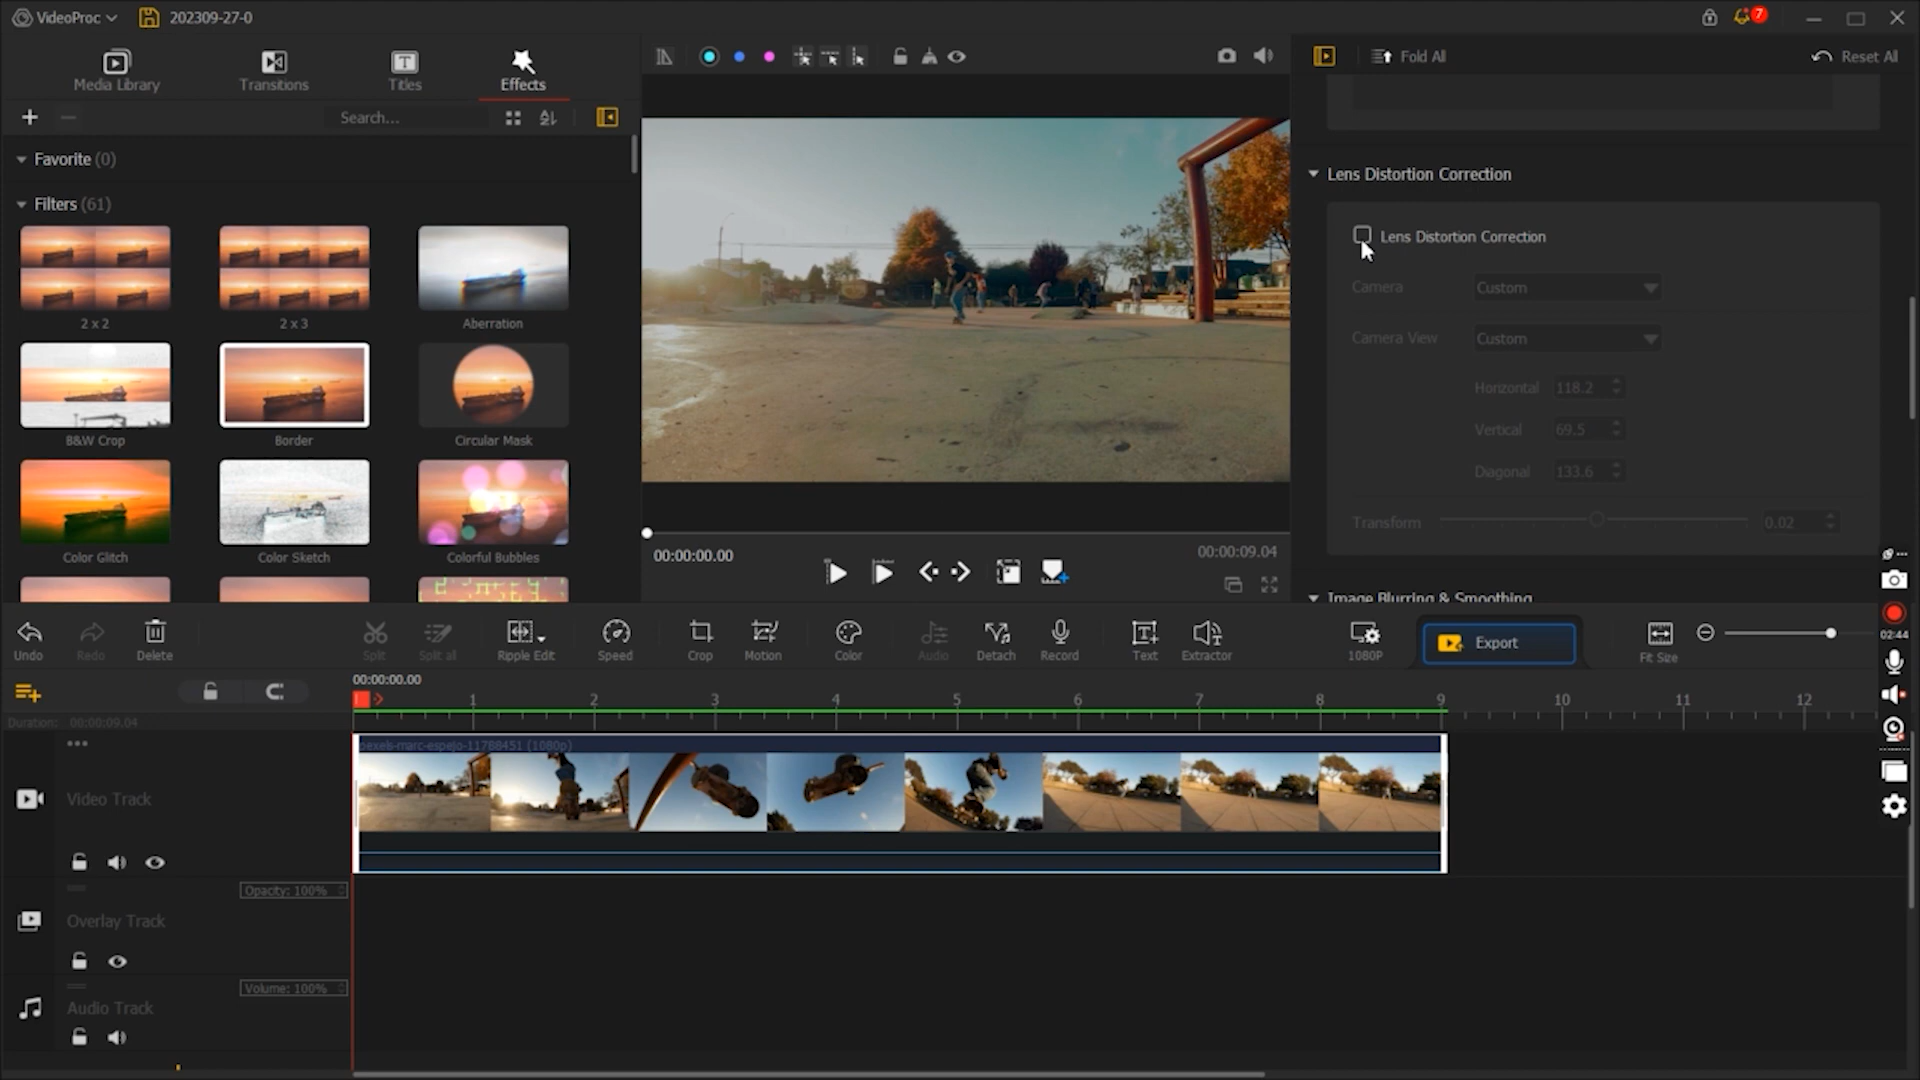 VideoProc
202309-27-0
7
Media Library
Transitions
Titles
Effects
Fold All
Reset All
Search...
Favorite (0)
Filters (61)
2 x 2
2 x 3
Aberration
B&W Crop
Border
Circular Mask
Color Glitch
Color Sketch
Colorful Bubbles
Lens Distortion Correction
Lens Distortion Correction
Camera
Custom
Camera View
Custom
Horizontal 118.2
Vertical 69.5
Diagonal 133.6
Transform
0.02
Image Blurring & Smoothing
00:00:00.00
00:00:09.04
Undo
Redo
Delete
Split
Split all
Ripple Edit
Speed
Crop
Motion
Color
Audio
Detach
Record
Text
Extractor
1080P
Export
Fit Size
02:44
00:00:00.00
1 2 3 4 5 6 7 8 9 10 11 12
Duration: 00:00:09.04
pexels-marc-espejo-11788451 (1080p)
Video Track
Opacity: 100%
Overlay Track
Volume: 100%
Audio Track